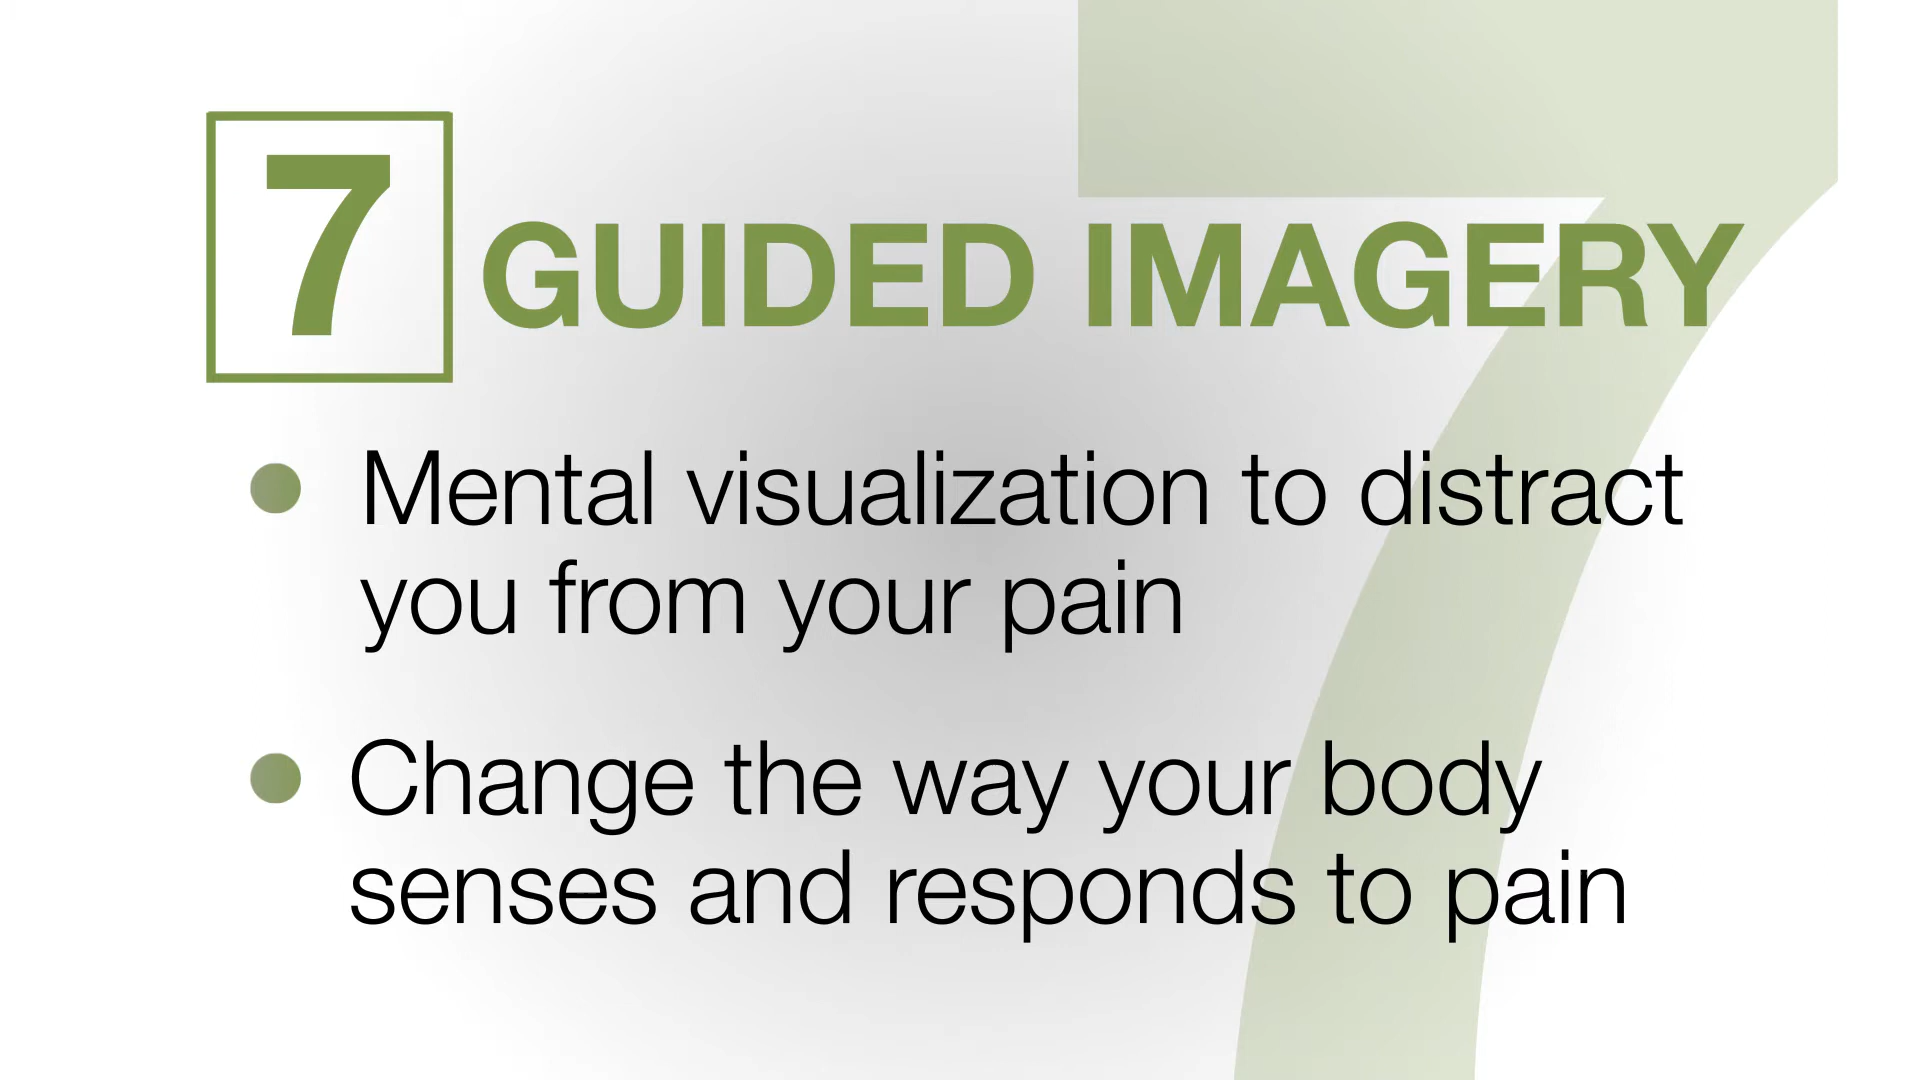 7 GUIDED IMAGERY
Mental visualization to distract
you from your pain
Change the way your body
senses and responds to pain